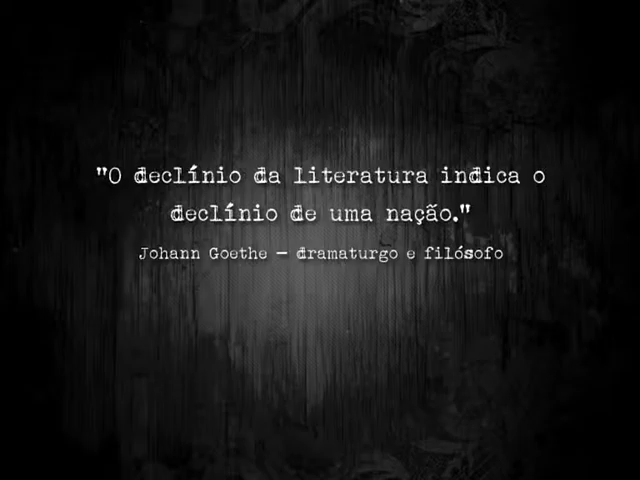 "O declínio da literatura indica o
declínio de uma nação."
Johann Goethe - dramaturgo e filósofo